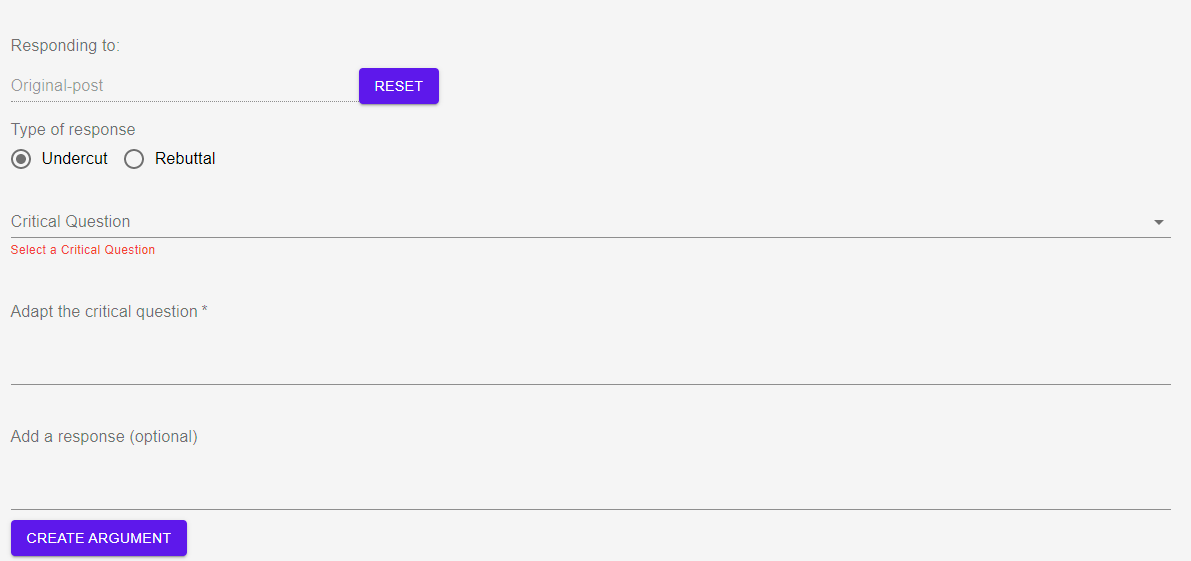 Responding to:
Original-post RESET
Type of response
Undercut Rebuttal
Critical Question
Select a Critical Question
Adapt the critical question *
Add a response (optional)
CREATE ARGUMENT